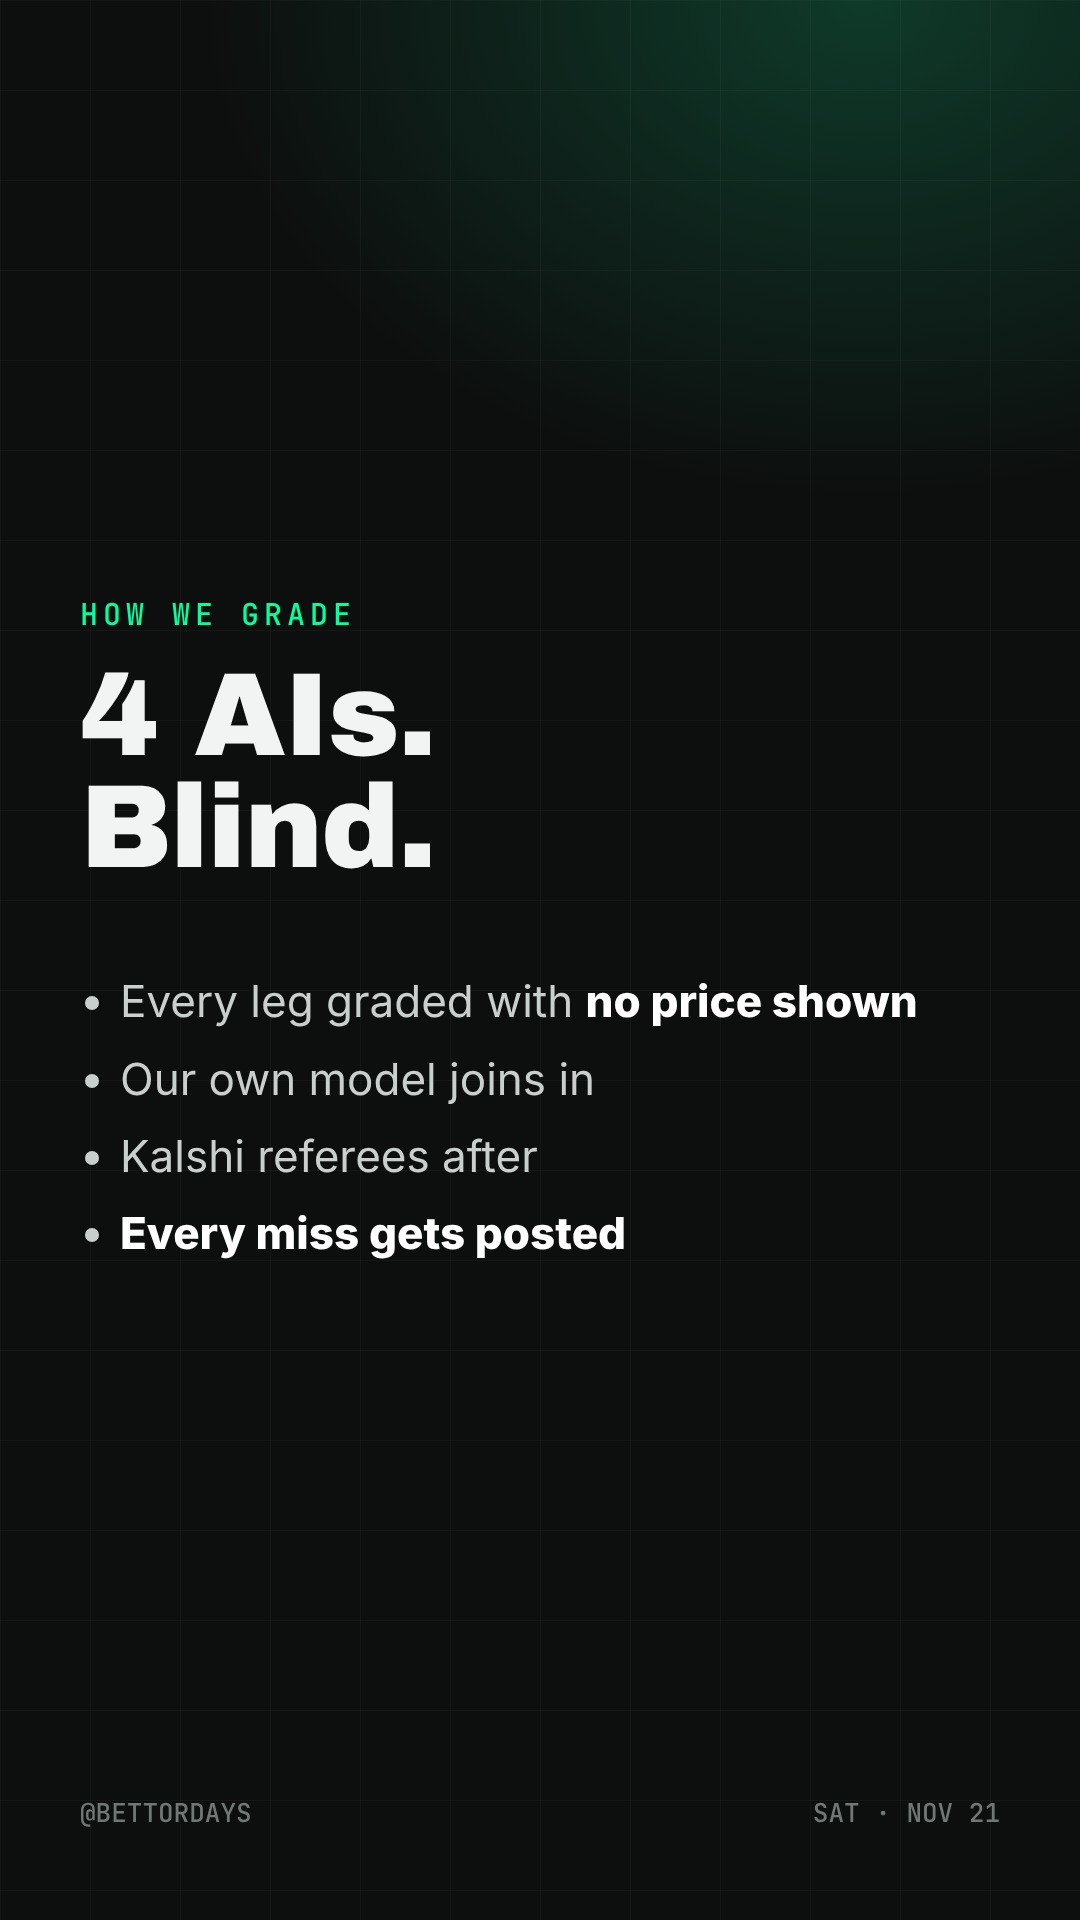 HOW WE GRADE
4 AIs.
Blind.
• Every leg graded with no price shown
• Our own model joins in
• Kalshi referees after
• Every miss gets posted
@BETTORDAYS
SAT · NOV 21